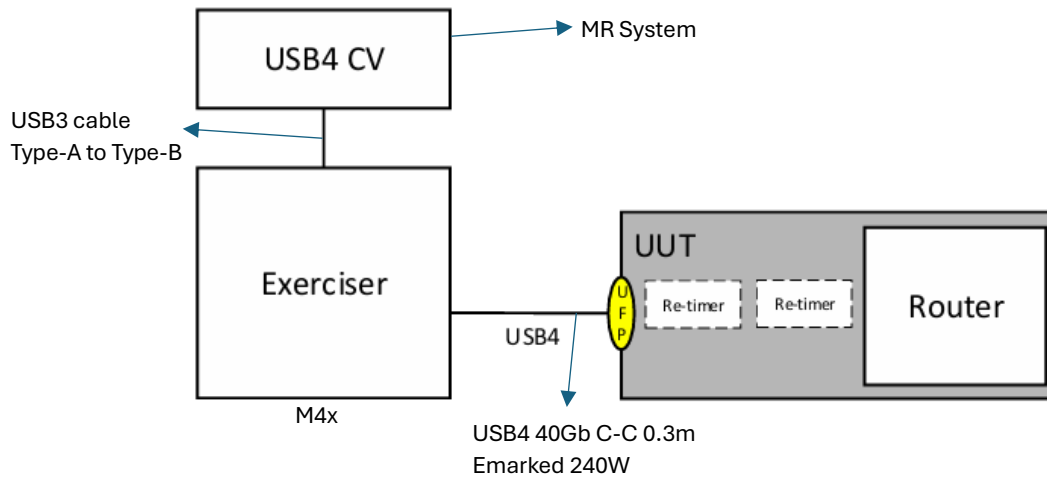 USB4 CV
MR System
USB3 cable
Type-A to Type-B
Exerciser
M4x
USB4
USB4 40Gb C-C 0.3m
Emarked 240W
UUT
U
F
P
Re-timer
Re-timer
Router